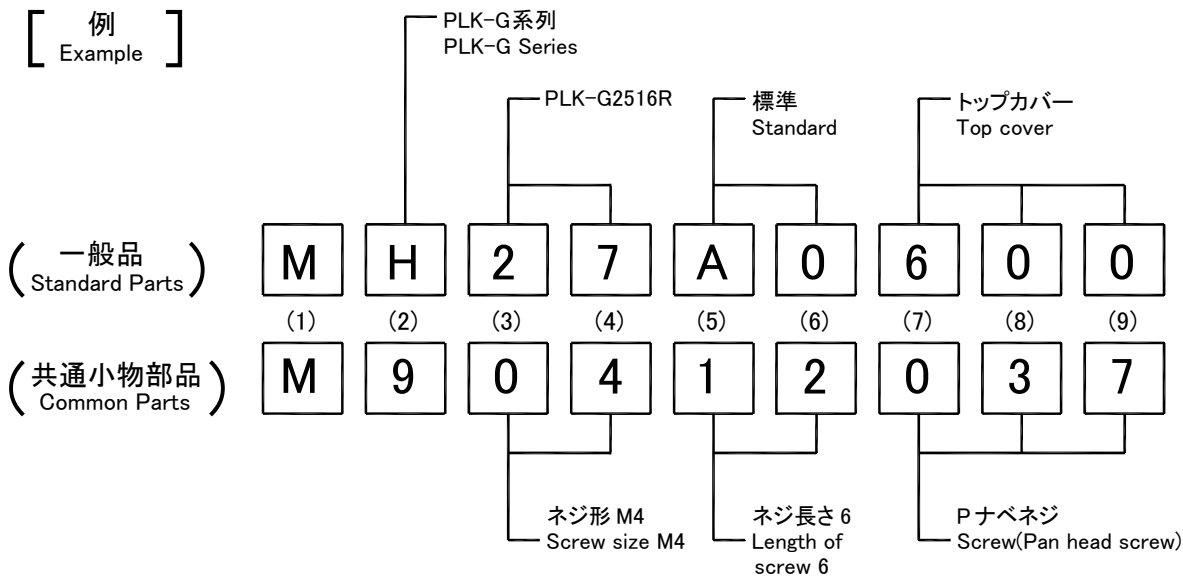 例
Example
PLK-G系列
PLK-G Series
PLK-G2516R
標準
Standard
トップカバー
Top cover
一般品
Standard Parts
M H 2 7 A 0 6 0 0
(1) (2) (3) (4) (5) (6) (7) (8) (9)
共通小物部品
Common Parts
M 9 0 4 1 2 0 3 7
ネジ形 M4
Screw size M4
ネジ長さ 6
Length of
screw 6
Pナベネジ
Screw(Pan head screw)